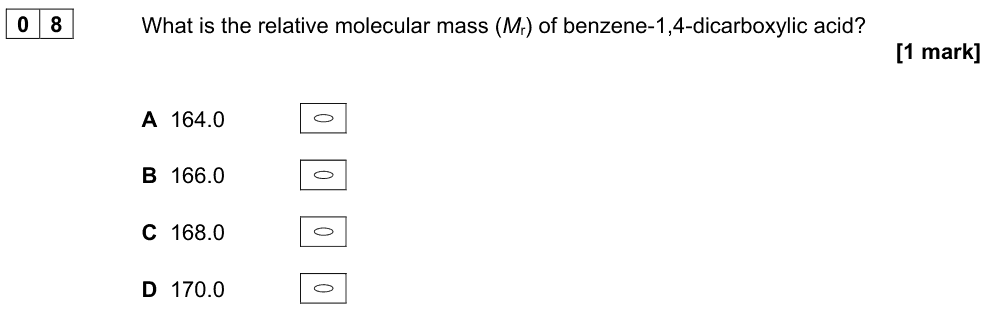 0 8 What is the relative molecular mass (Mr) of benzene-1,4-dicarboxylic acid?
[1 mark]
A 164.0
B 166.0
C 168.0
D 170.0